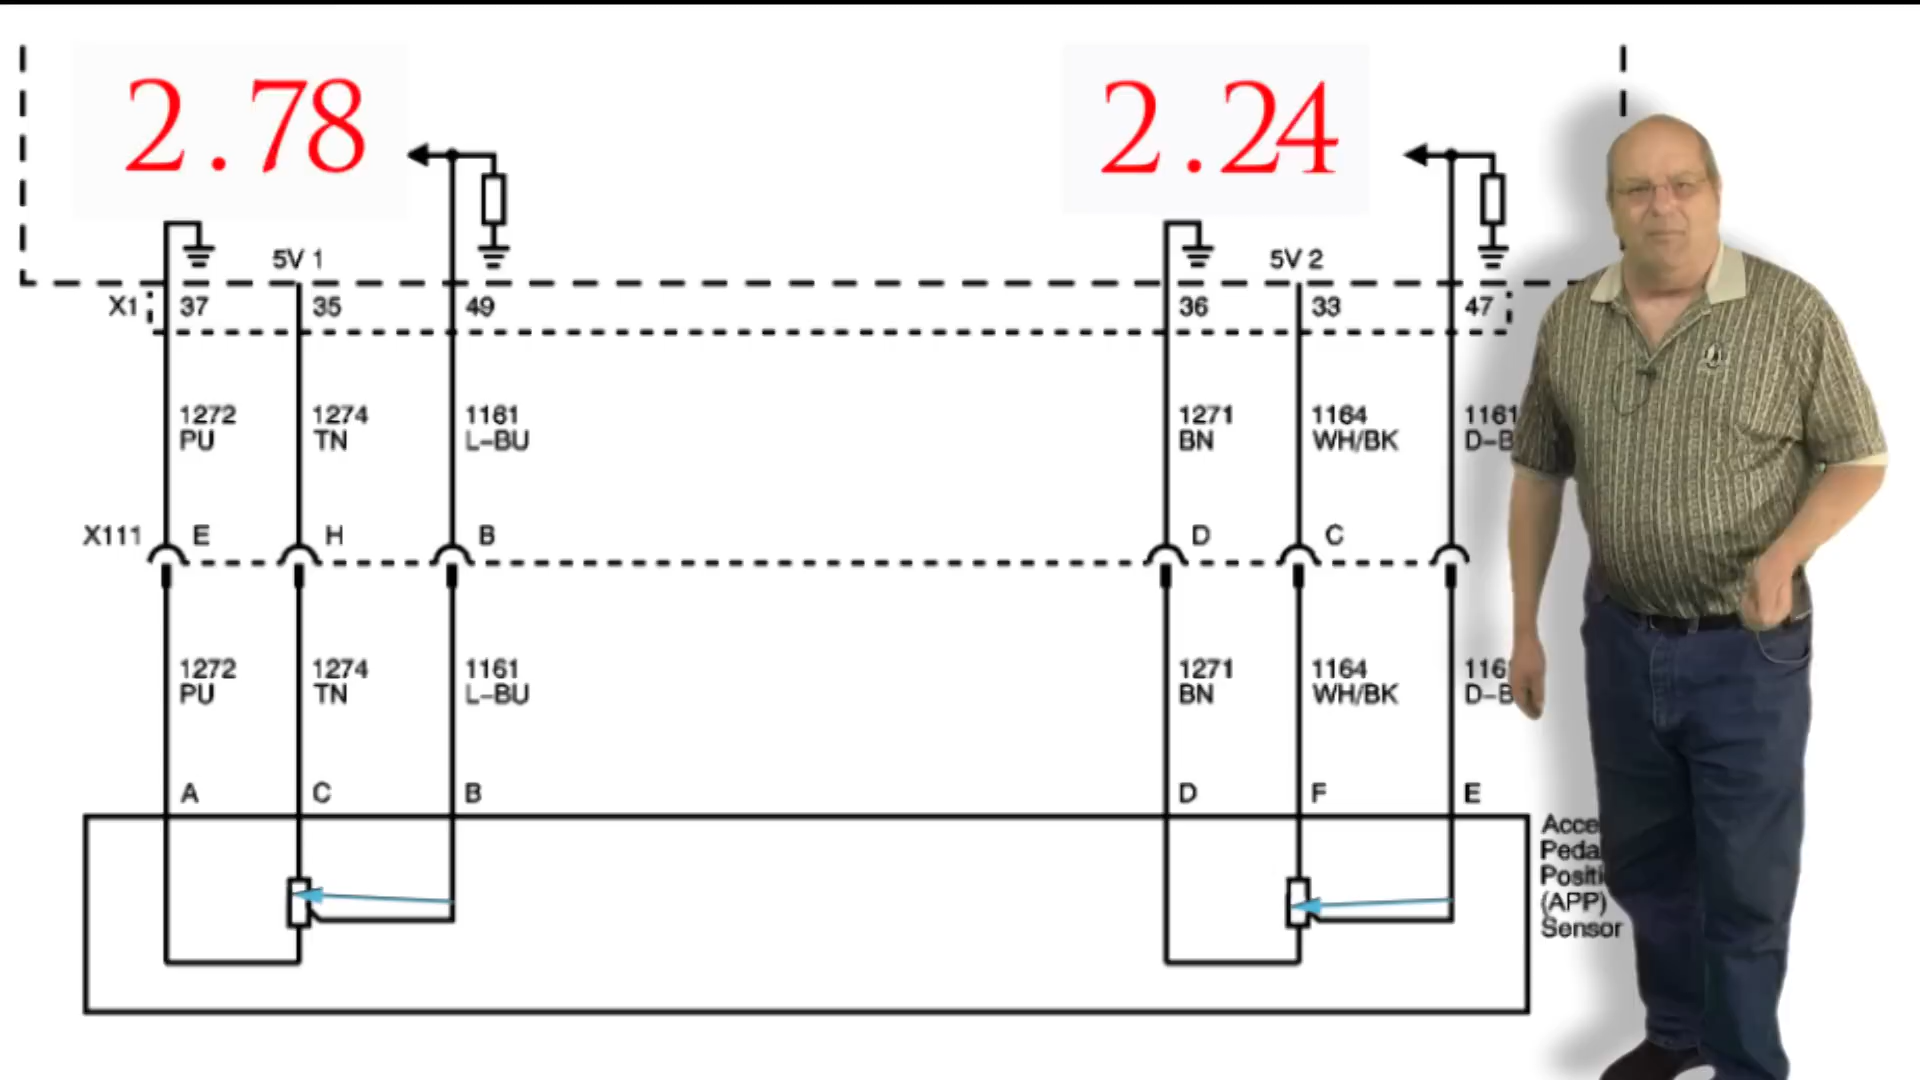 2.78
2.24
5V 1
5V 2
X1
37
35
49
36
33
47
1272
PU
1274
TN
1161
L-BU
1271
BN
1164
WH/BK
1161
X111
E
H
B
D
C
1272
PU
1274
TN
1161
L-BU
1271
BN
1164
WH/BK
A
C
B
D
F
E
(APP)
Sensor